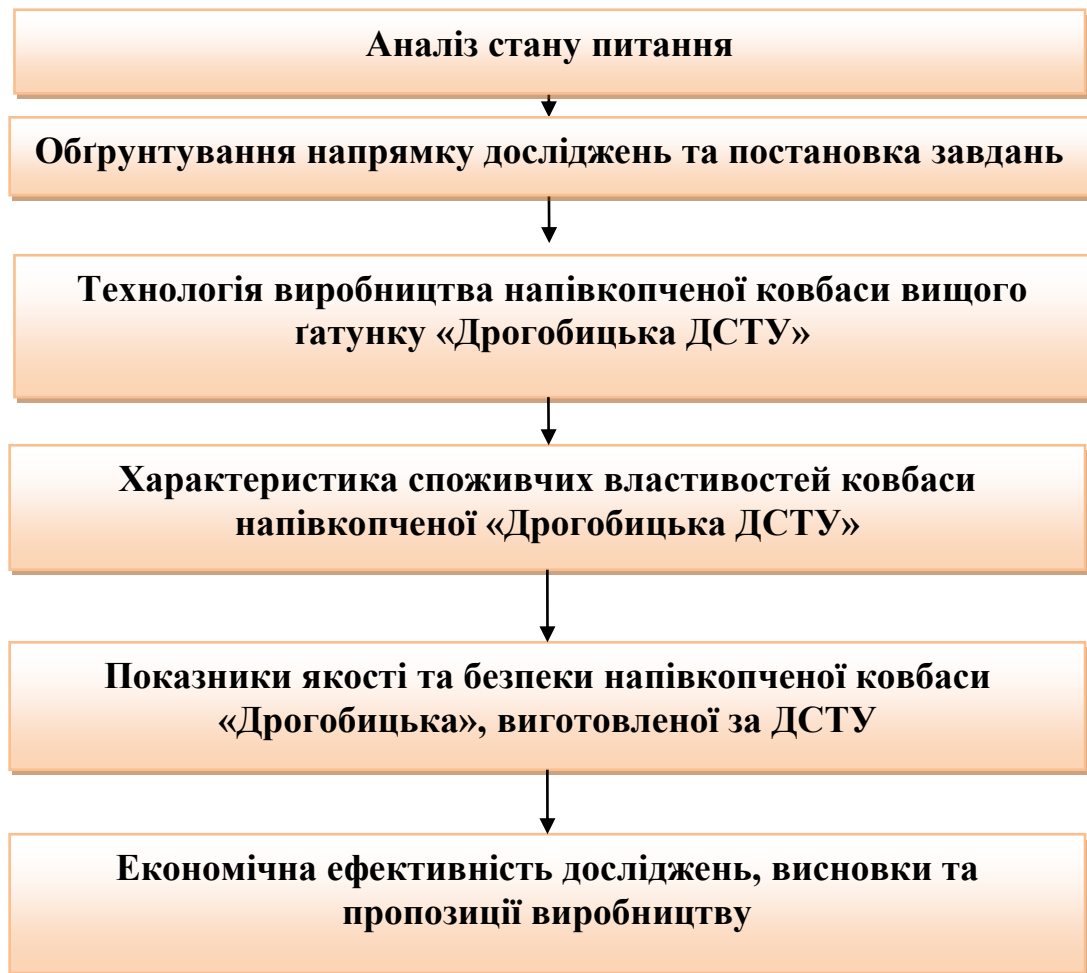 Аналіз стану питання
Обґрунтування напрямку досліджень та постановка завдань
Технологія виробництва напівкопченої ковбаси вищого
ґатунку «Дрогобицька ДСТУ»
Характеристика споживчих властивостей ковбаси
напівкопченої «Дрогобицька ДСТУ»
Показники якості та безпеки напівкопченої ковбаси
«Дрогобицька», виготовленої за ДСТУ
Економічна ефективність досліджень, висновки та
пропозиції виробництву